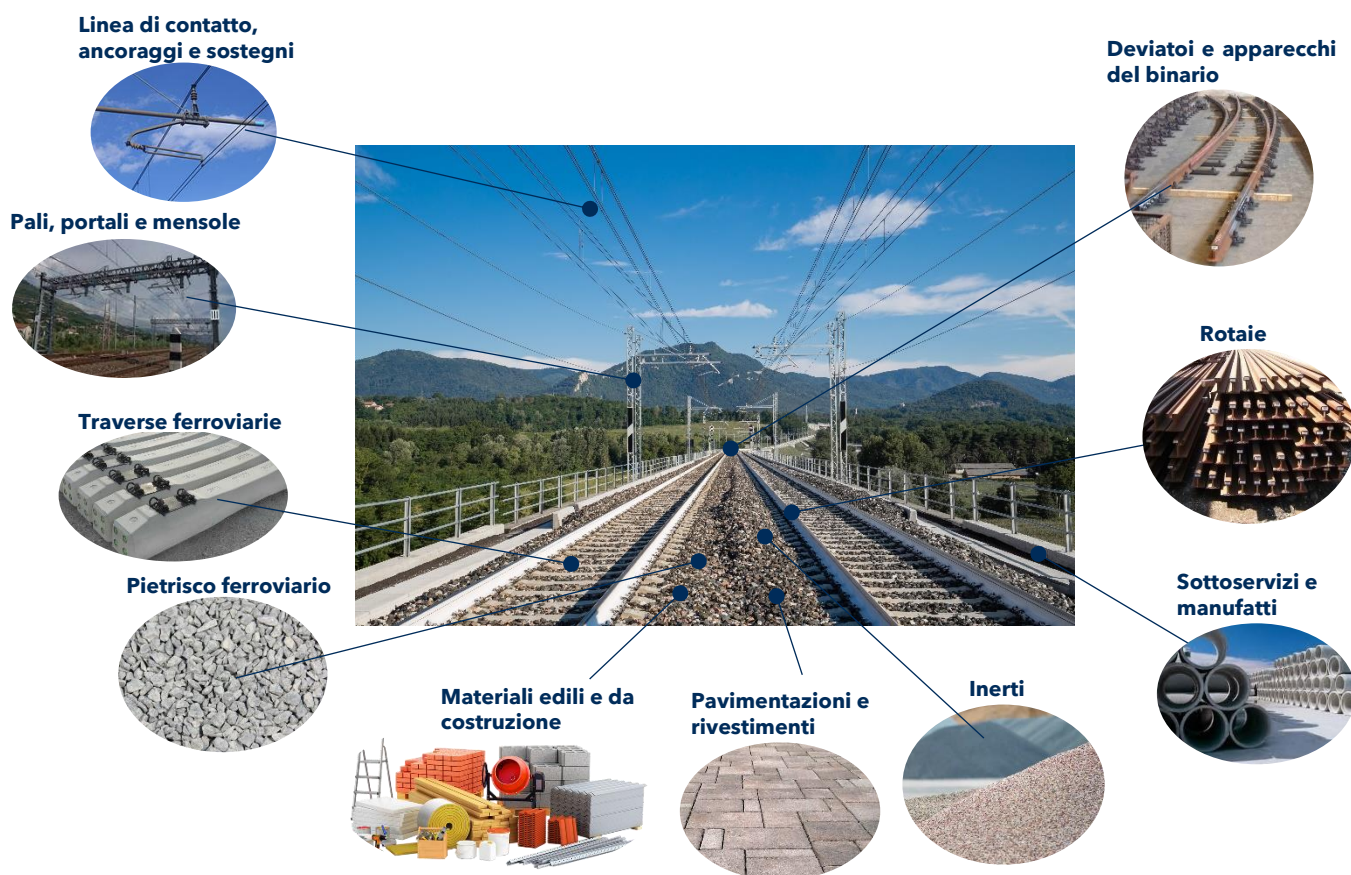 Linea di contatto,
ancoraggi e sostegni
Deviatoi e apparecchi
del binario
Pali, portali e mensole
Rotaie
Traverse ferroviarie
Pietrisco ferroviario
Sottoservizi e
manufatti
Materiali edili e da
costruzione
Pavimentazioni e
rivestimenti
Inerti